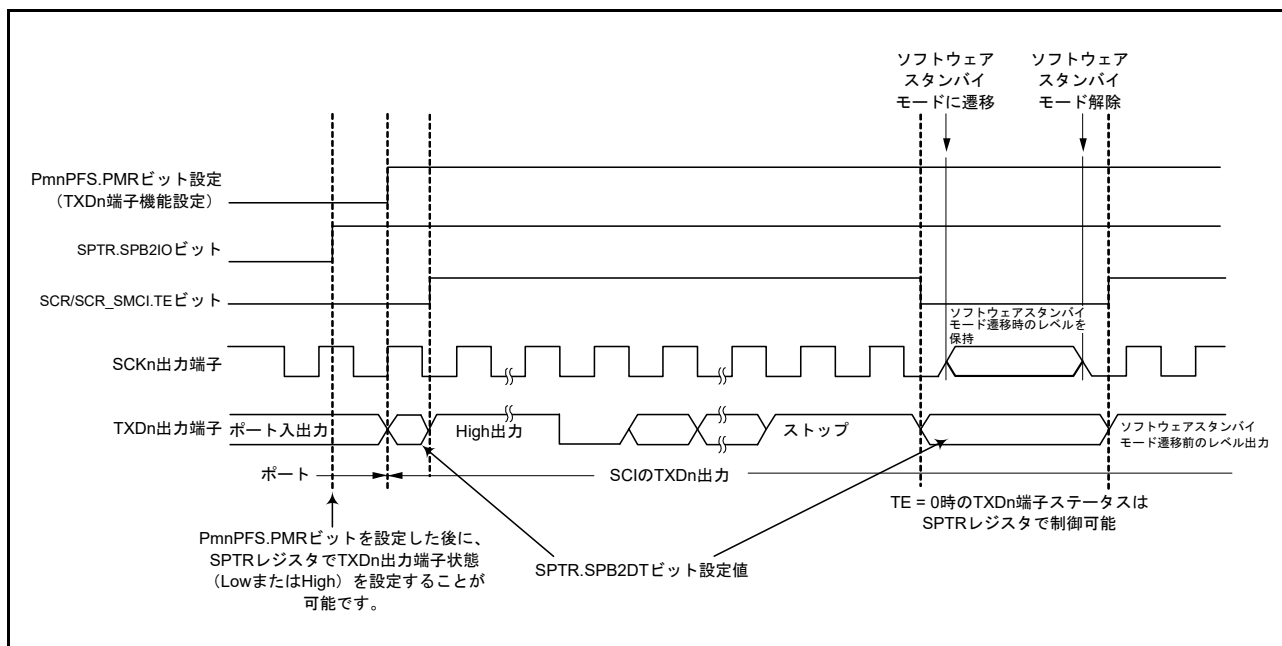 ソフトウェア
スタンバイ
モードに遷移
ソフトウェア
スタンバイ
モード解除
PmnPFS.PMRビット設定
（TXDn端子機能設定）
SPTR.SPB2IOビット
SCR/SCR_SMCI.TEビット
ソフトウェアスタンバイ
モード遷移時のレベルを
保持
SCKn出力端子
TXDn出力端子
ポート入出力
High出力
ストップ
ソフトウェアスタンバイ
モード遷移前のレベル出力
ポート
SCIのTXDn出力
TE = 0時のTXDn端子ステータスは
SPTRレジスタで制御可能
PmnPFS.PMRビットを設定した後に、
SPTRレジスタでTXDn出力端子状態
（LowまたはHigh）を設定することが
可能です。
SPTR.SPB2DTビット設定値